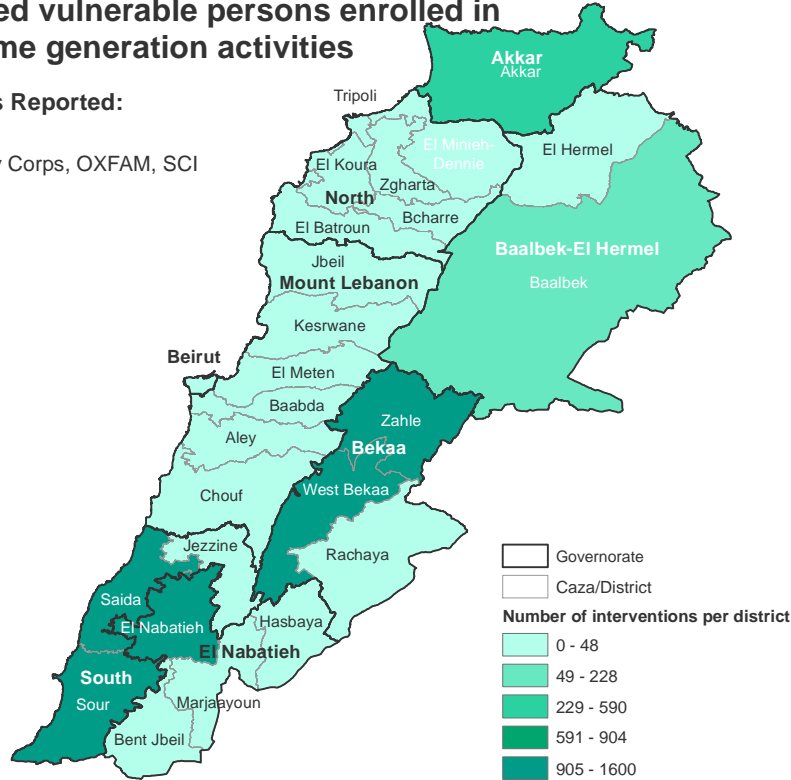 ed vulnerable persons enrolled in
me generation activities
s Reported:
y Corps, OXFAM, SCI
Akkar
Akkar
Tripoli
El Minieh-
Dennie
El Hermel
El Koura
Zgharta
North
Bcharre
El Batroun
Baalbek-El Hermel
Baalbek
Jbeil
Mount Lebanon
Kesrwane
Beirut
El Meten
Baabda
Zahle
Aley
Bekaa
West Bekaa
Chouf
Jezzine
Rachaya
Saida
El Nabatieh
Hasbaya
El Nabatieh
South
Sour
Marjaayoun
Bent Jbeil
Governorate
Caza/District
Number of interventions per district
0 - 48
49 - 228
229 - 590
591 - 904
905 - 1600